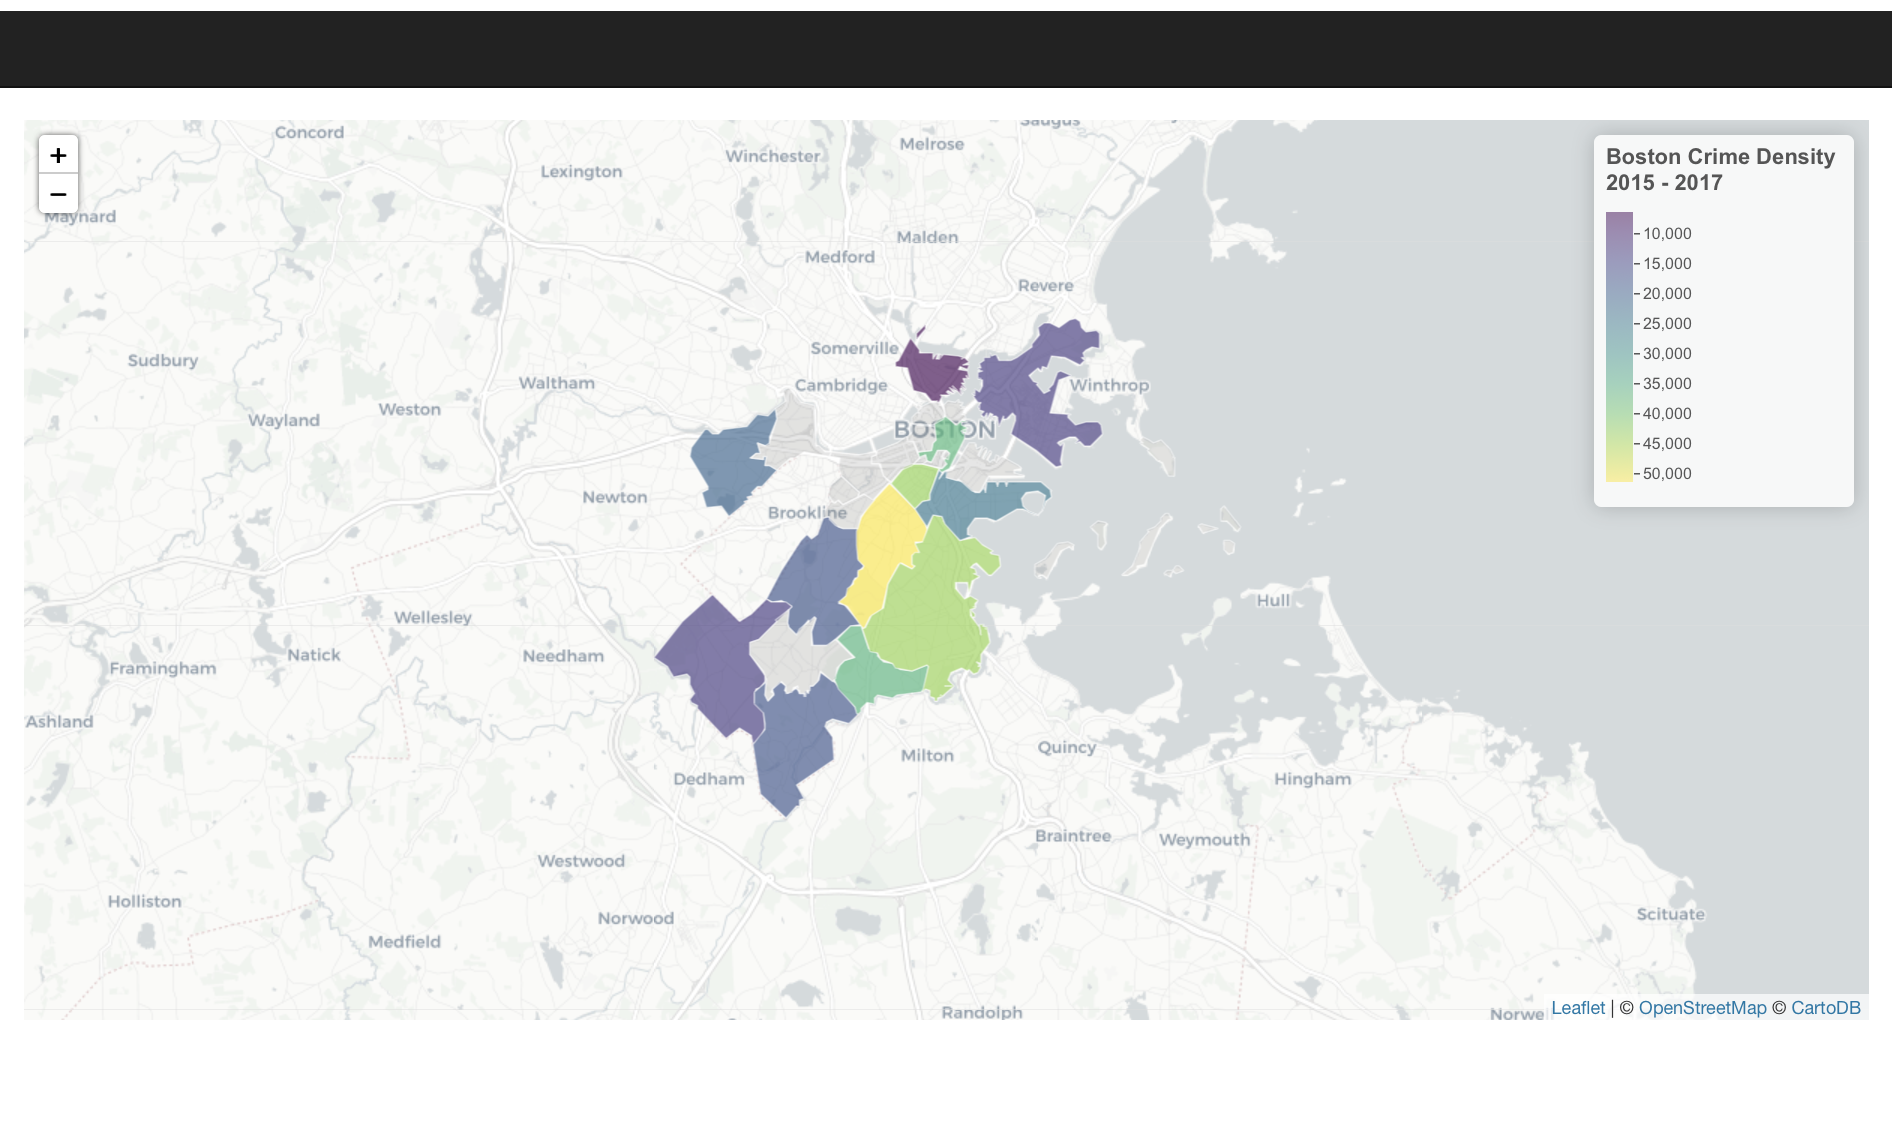 Saugus
Concord
Melrose
Winchester
Lexington
+
−
Maynard
Malden
Medford
Revere
Somerville
Sudbury
Waltham
Cambridge
Winthrop
Weston
Wayland
BOSTON
Newton
Brookline
Hull
Wellesley
Natick
Needham
Framingham
Ashland
Milton
Quincy
Dedham
Hingham
Braintree
Weymouth
Westwood
Holliston
Norwood
Scituate
Medfield
Randolph
Norwe
Boston Crime Density
2015 - 2017
10,000
15,000
20,000
25,000
30,000
35,000
40,000
45,000
50,000
Leaflet | © OpenStreetMap © CartoDB